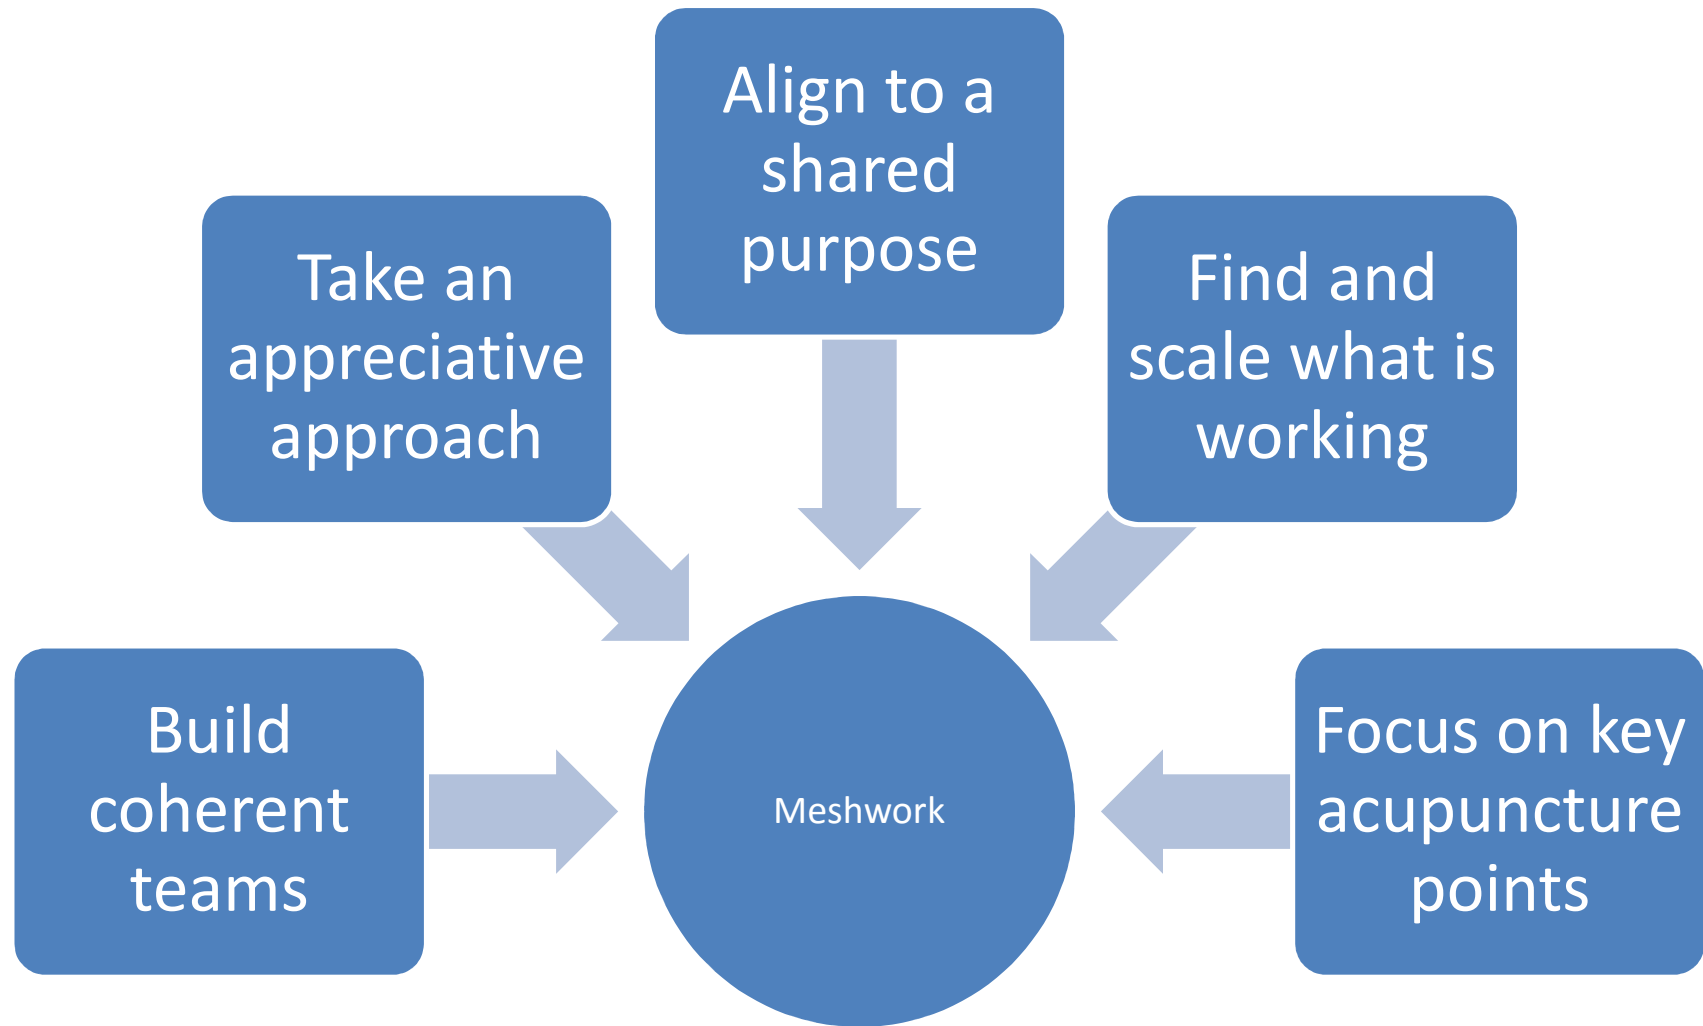 Align to a
shared
purpose
Take an
appreciative
approach
Find and
scale what is
working
Build
coherent
teams
Meshwork
Focus on key
acupuncture
points